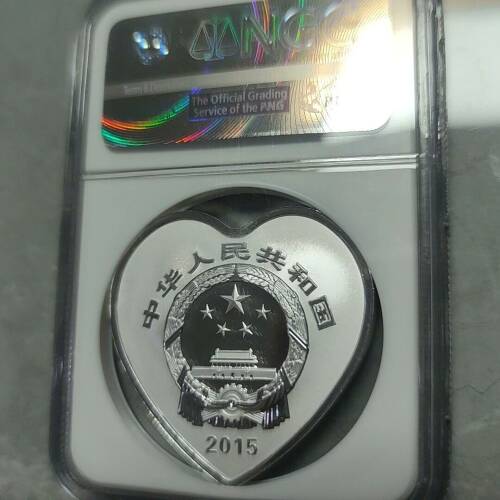 NGC
The Official Grading
Service of the PNG
中华人民共和国
2015